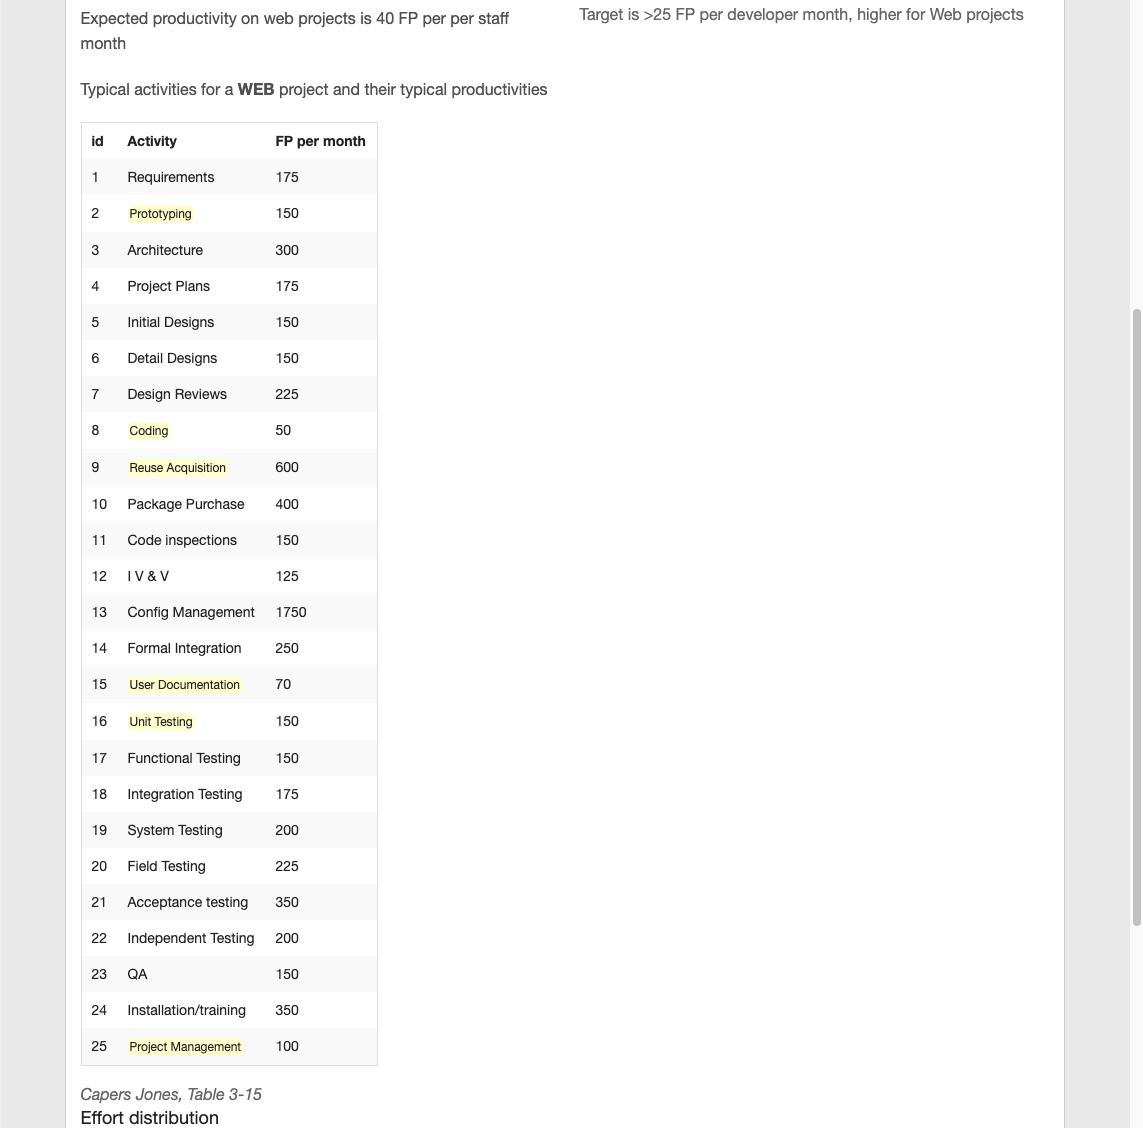 Expected productivity on web projects is 40 FP per per staff
month
Target is >25 FP per developer month, higher for Web projects
Typical activities for a WEB project and their typical productivities
id Activity FP per month
1 Requirements 175
2 Prototyping 150
3 Architecture 300
4 Project Plans 175
5 Initial Designs 150
6 Detail Designs 150
7 Design Reviews 225
8 Coding 50
9 Reuse Acquisition 600
10 Package Purchase 400
11 Code inspections 150
12 I V & V 125
13 Config Management 1750
14 Formal Integration 250
15 User Documentation 70
16 Unit Testing 150
17 Functional Testing 150
18 Integration Testing 175
19 System Testing 200
20 Field Testing 225
21 Acceptance testing 350
22 Independent Testing 200
23 QA 150
24 Installation/training 350
25 Project Management 100
Capers Jones, Table 3-15
Effort distribution